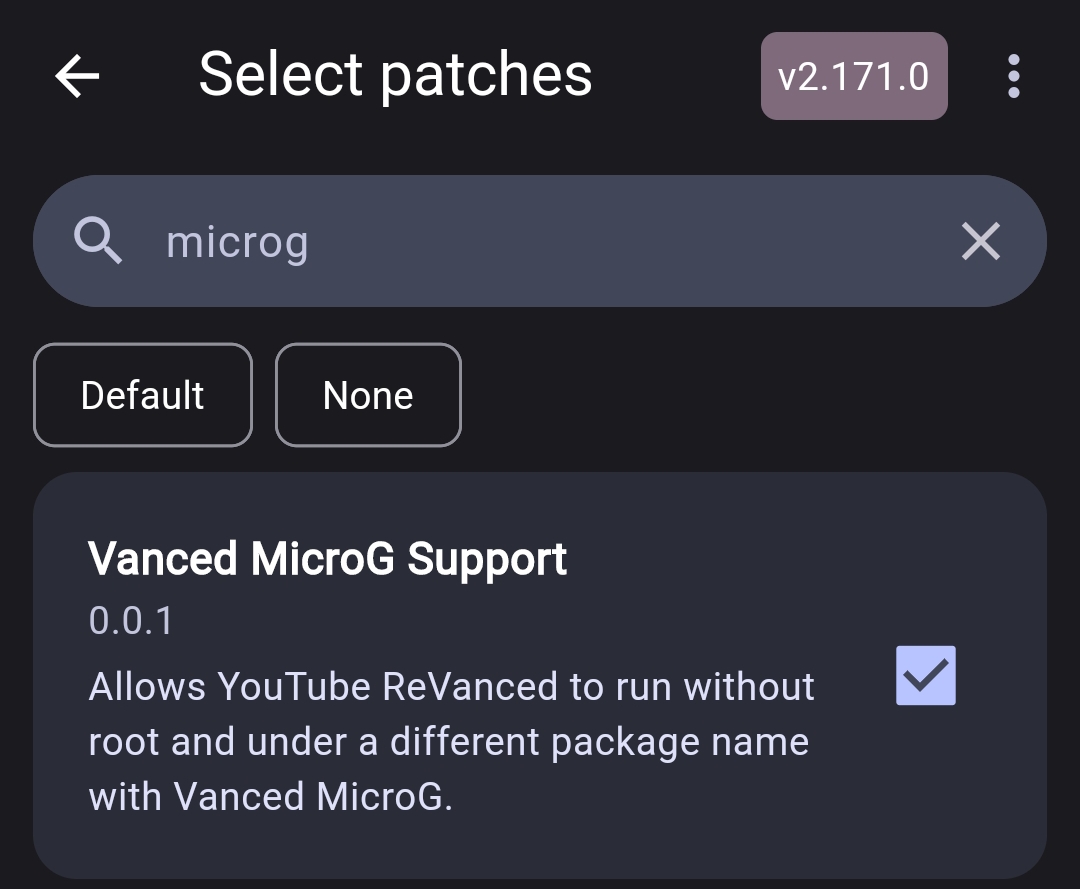 Select patches
v2.171.0
microg
Default
None
Vanced MicroG Support
0.0.1
Allows YouTube ReVanced to run without
root and under a different package name
with Vanced MicroG.